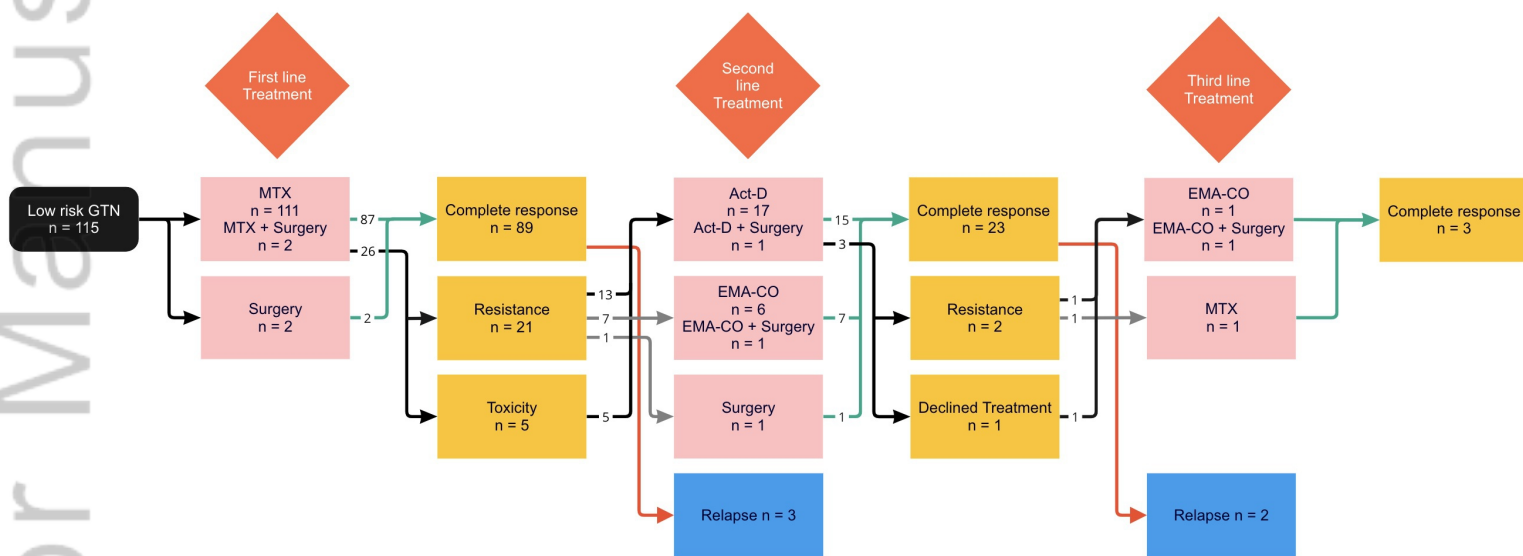 First line
Treatment
Second
line
Treatment
Third line
Treatment
Low risk GTN
n = 115
MTX
n = 111
MTX + Surgery
n = 2
87
26
Surgery
n = 2
2
Complete response
n = 89
Resistance
n = 21
13
7
1
Toxicity
n = 5
5
Act-D
n = 17
Act-D + Surgery
n = 1
15
3
EMA-CO
n = 6
EMA-CO + Surgery
n = 1
7
Surgery
n = 1
1
Relapse n = 3
Complete response
n = 23
Resistance
n = 2
1
1
Declined Treatment
n = 1
1
EMA-CO
n = 1
EMA-CO + Surgery
n = 1
MTX
n = 1
Relapse n = 2
Complete response
n = 3
r Manus